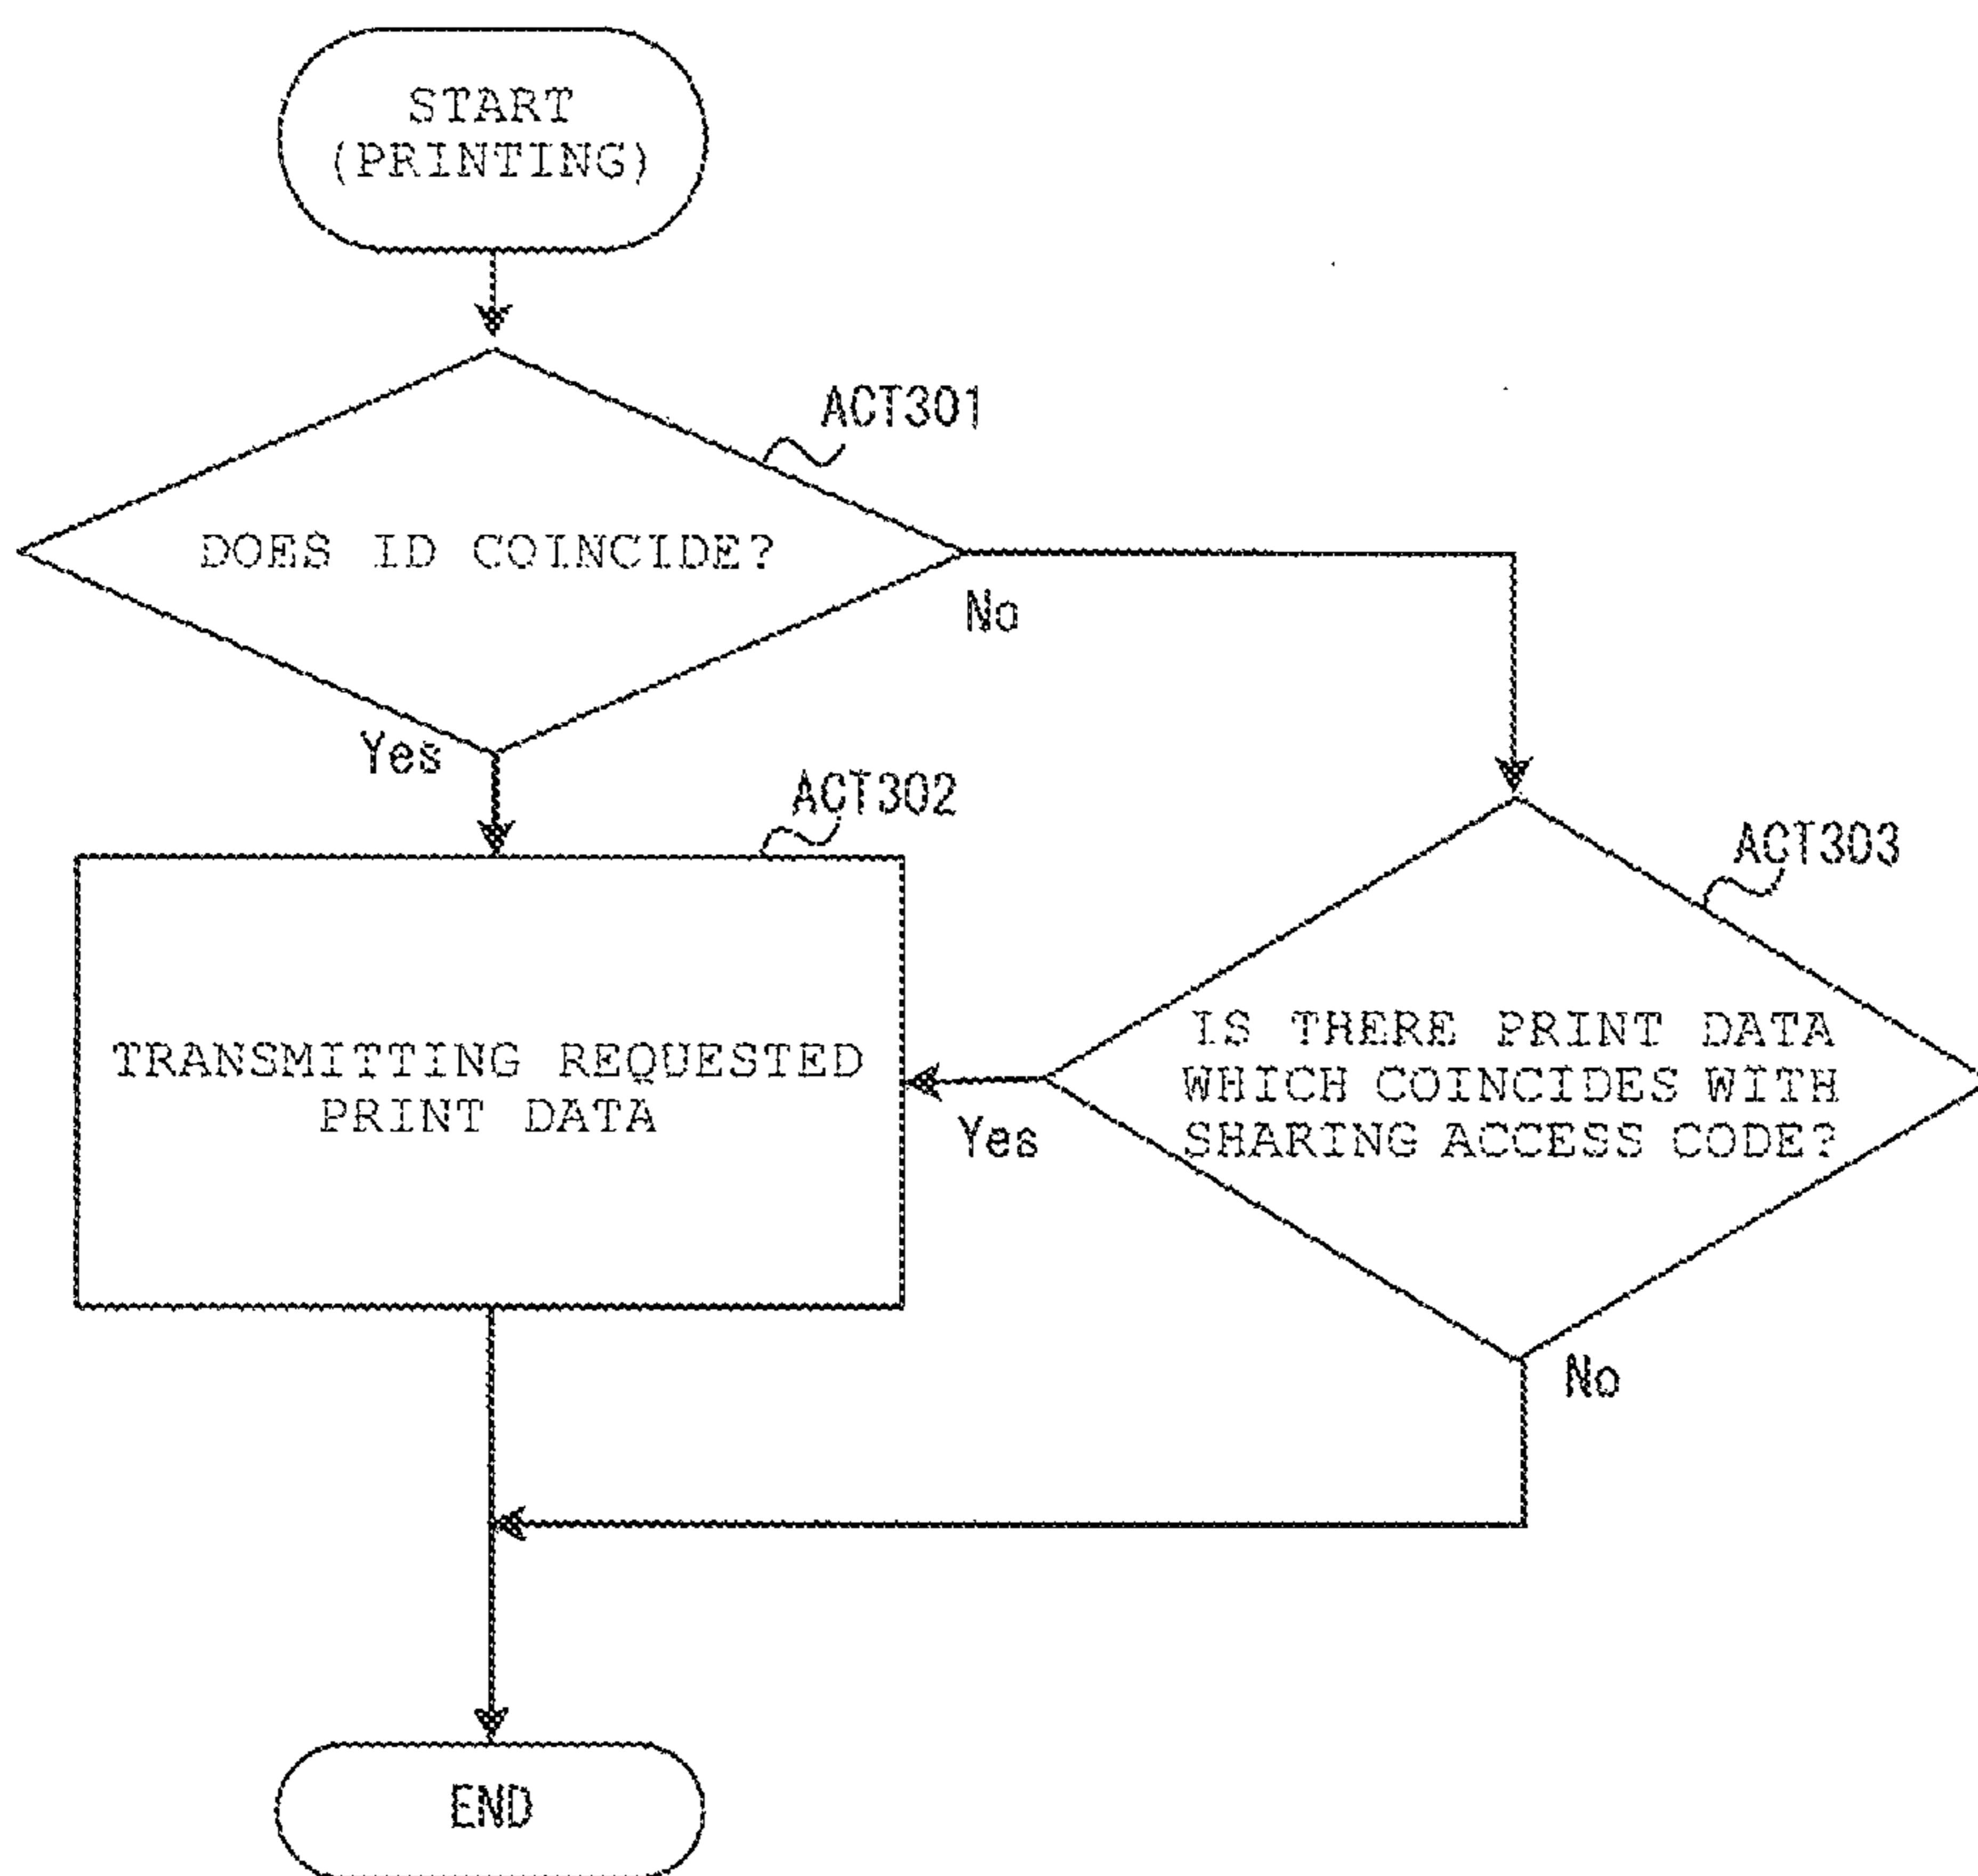 START
(PRINTING)
ACT301
DOES ID COINCIDE?
No
Yes
ACT302
ACT303
TRANSMITTING REQUESTED
PRINT DATA
IS THERE PRINT DATA
WHICH COINCIDES WITH
SHARING ACCESS CODE?
Yes
No
END